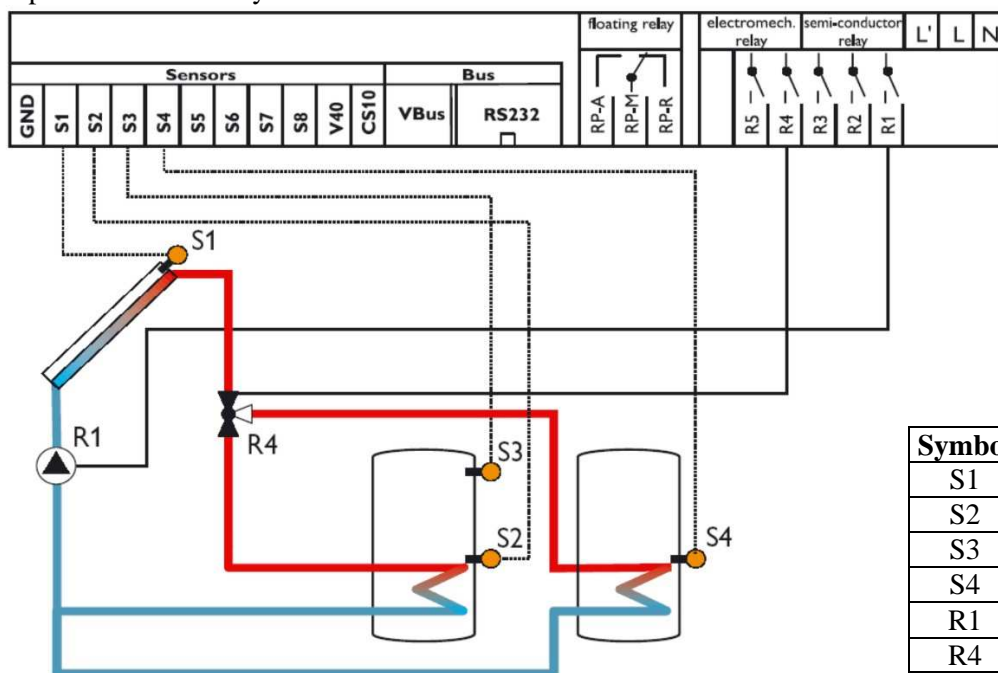 floating relay
electromech. relay
semi-conductor relay
L' L N
Sensors
Bus
GND S1 S2 S3 S4 S5 S6 S7 S8 V40 CS10
VBus
RS232
RP-A RP-M RP-R
R5 R4 R3 R2 R1
S1
R1
R4
S3
S2
S4
S1
S2
S3
S4
R1
R4